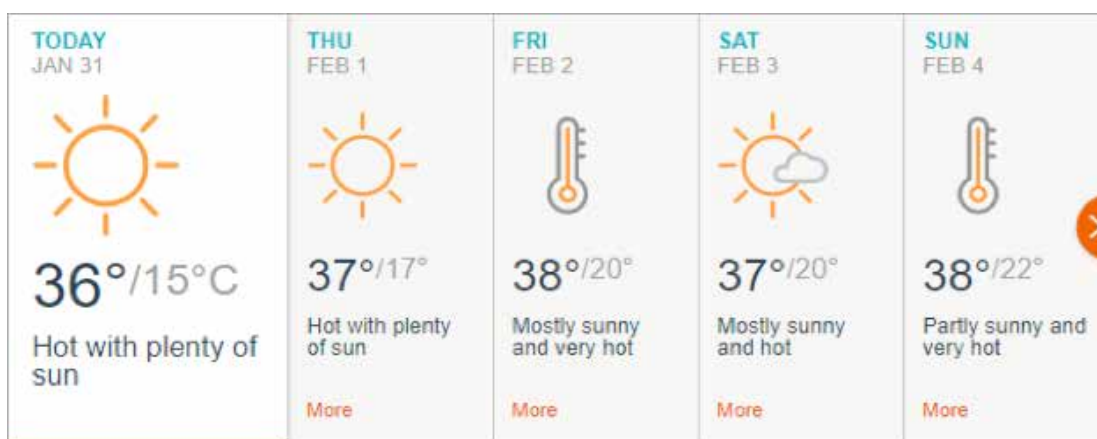 TODAY
JAN 31
36°/15°C
Hot with plenty of
sun
THU
FEB 1
37°/17°
Hot with plenty
of sun
More
FRI
FEB 2
38°/20°
Mostly sunny
and very hot
More
SAT
FEB 3
37°/20°
Mostly sunny
and hot
More
SUN
FEB 4
38°/22°
Partly sunny and
very hot
More